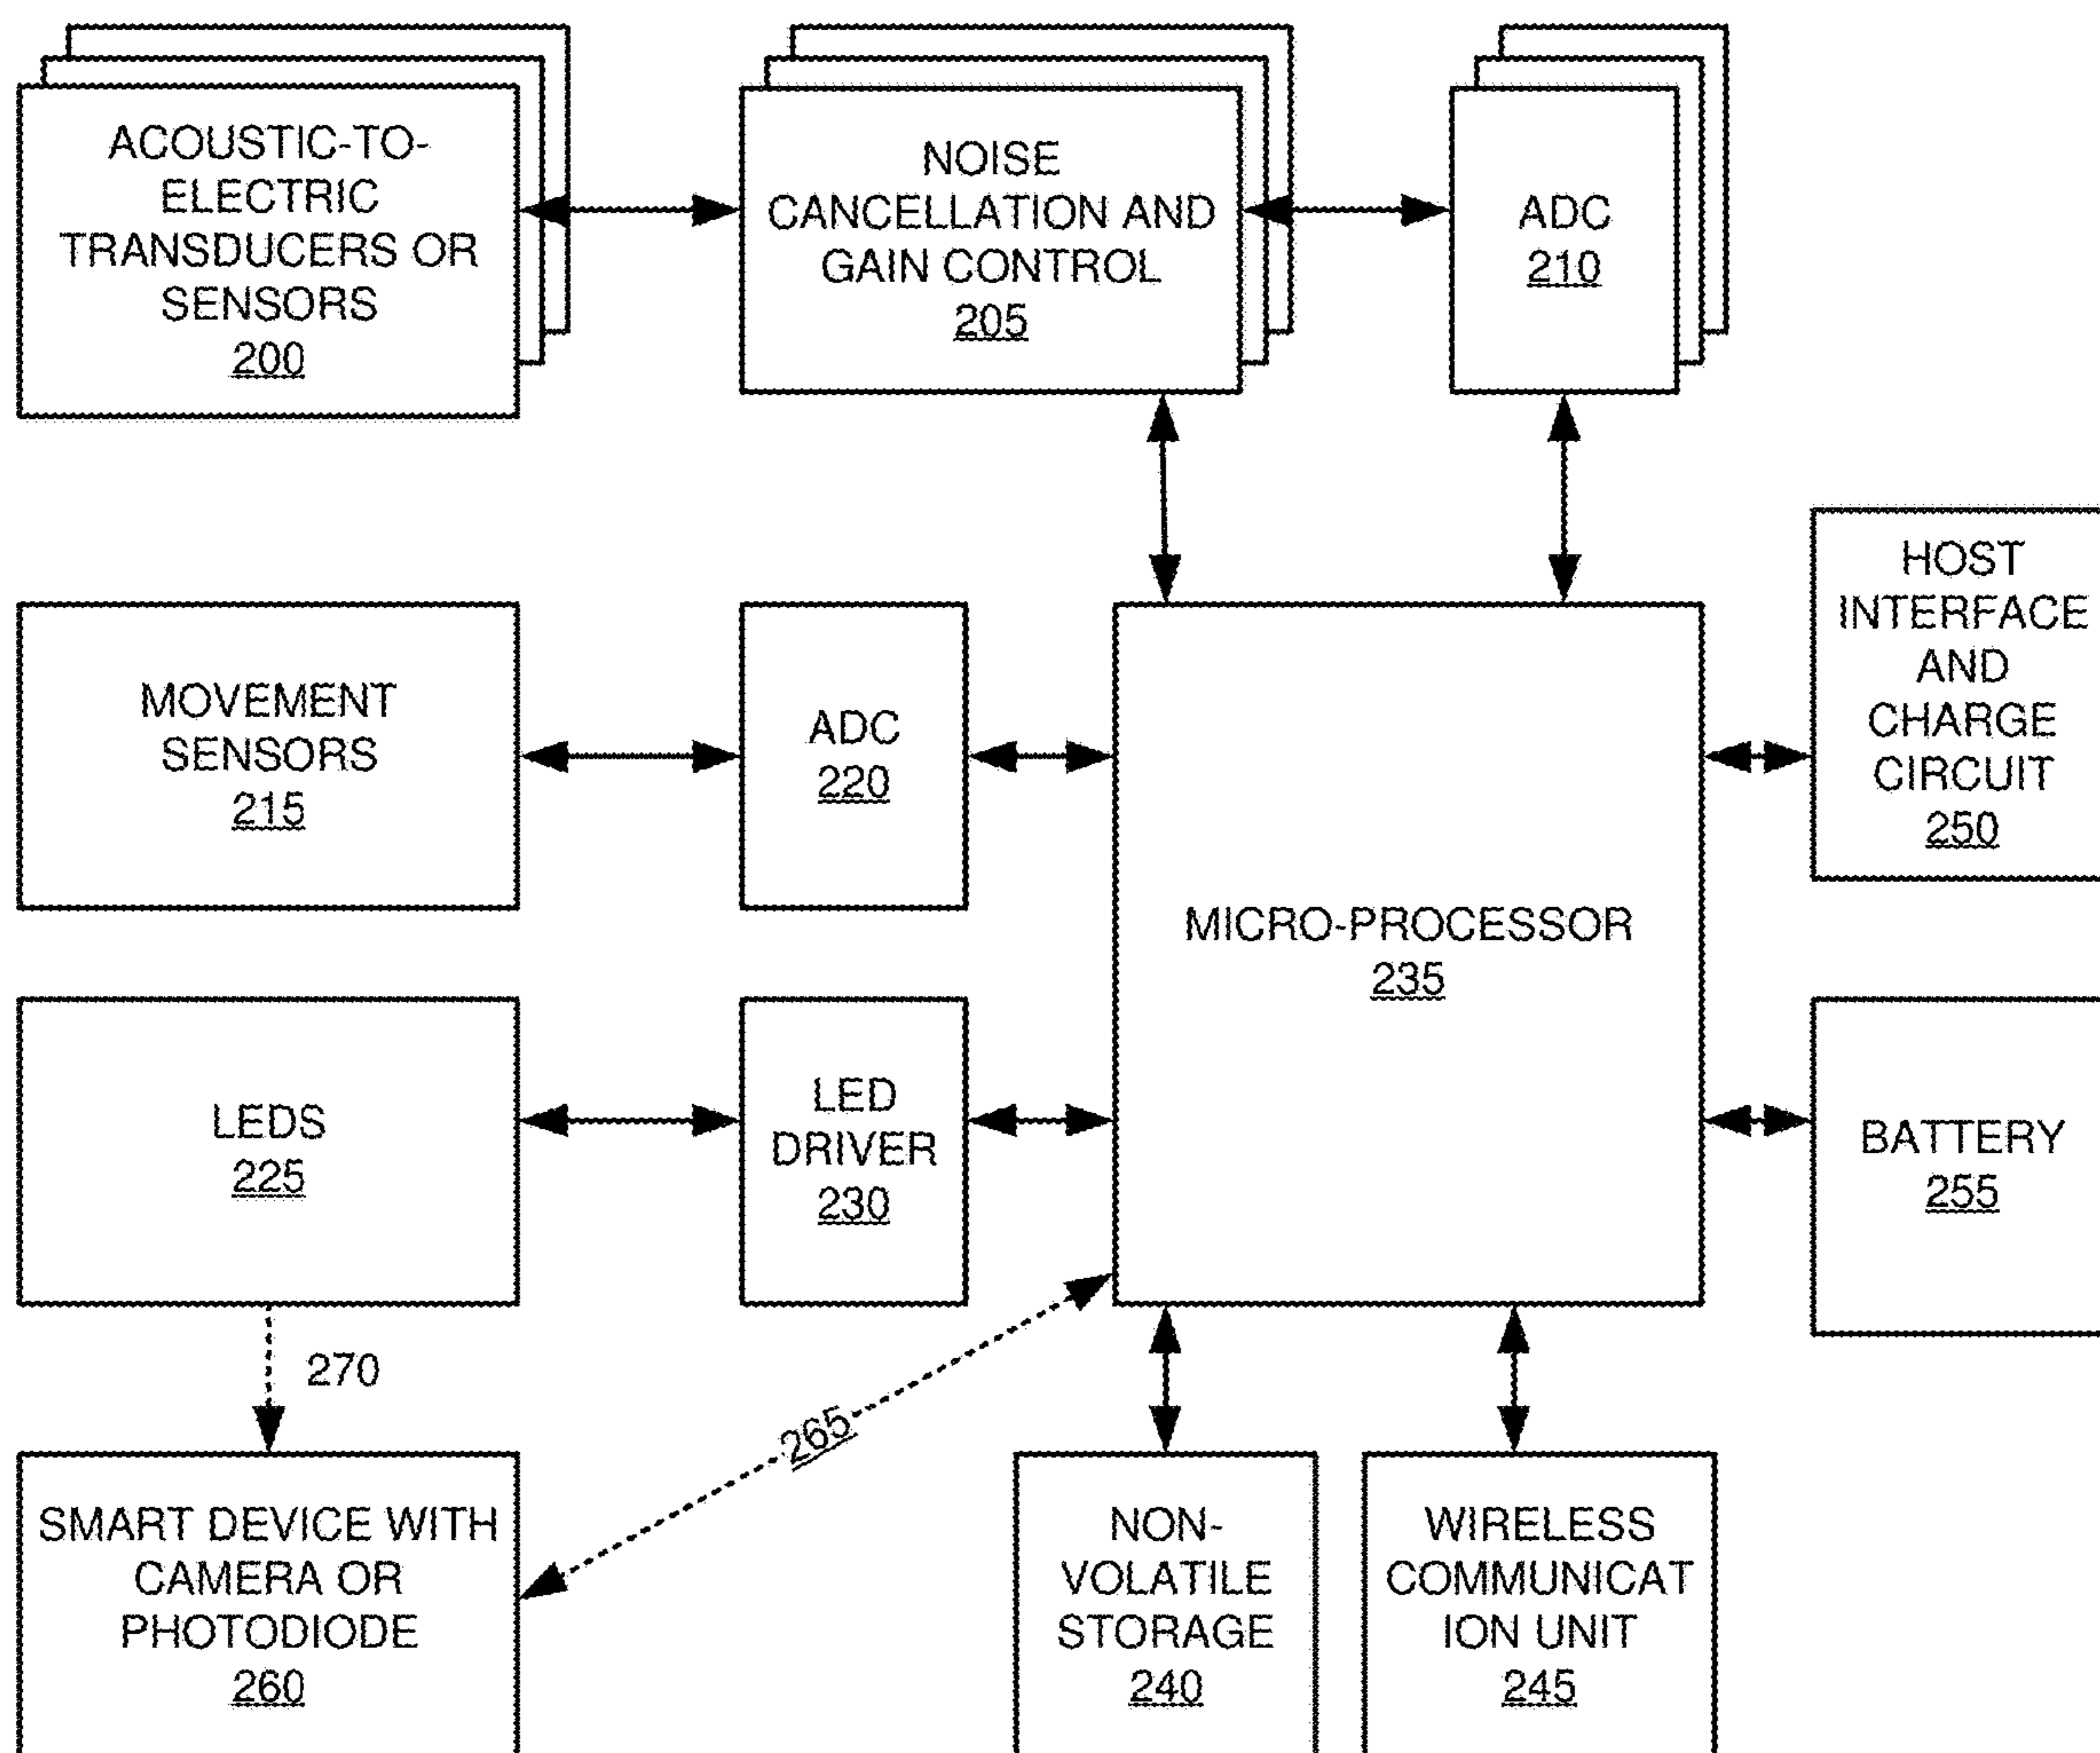 ACOUSTIC-TO-
ELECTRIC
TRANSDUCERS OR
SENSORS
200
NOISE
CANCELLATION AND
GAIN CONTROL
205
ADC
210
MOVEMENT
SENSORS
215
ADC
220
MICRO-PROCESSOR
235
HOST
INTERFACE
AND
CHARGE
CIRCUIT
250
LEDS
225
LED
DRIVER
230
BATTERY
255
270
265
SMART DEVICE WITH
CAMERA OR
PHOTODIODE
260
NON-
VOLATILE
STORAGE
240
WIRELESS
COMMUNICAT
ION UNIT
245